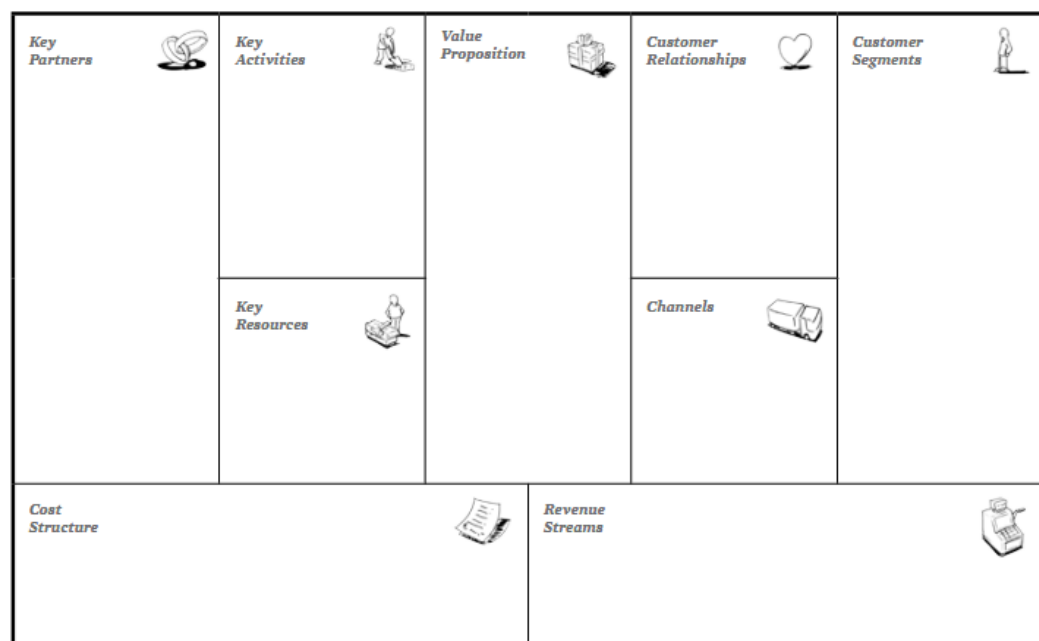 Key
Partners
Key
Activities
Value
Proposition
Customer
Relationships
Customer
Segments
Key
Resources
Channels
Cost
Structure
Revenue
Streams